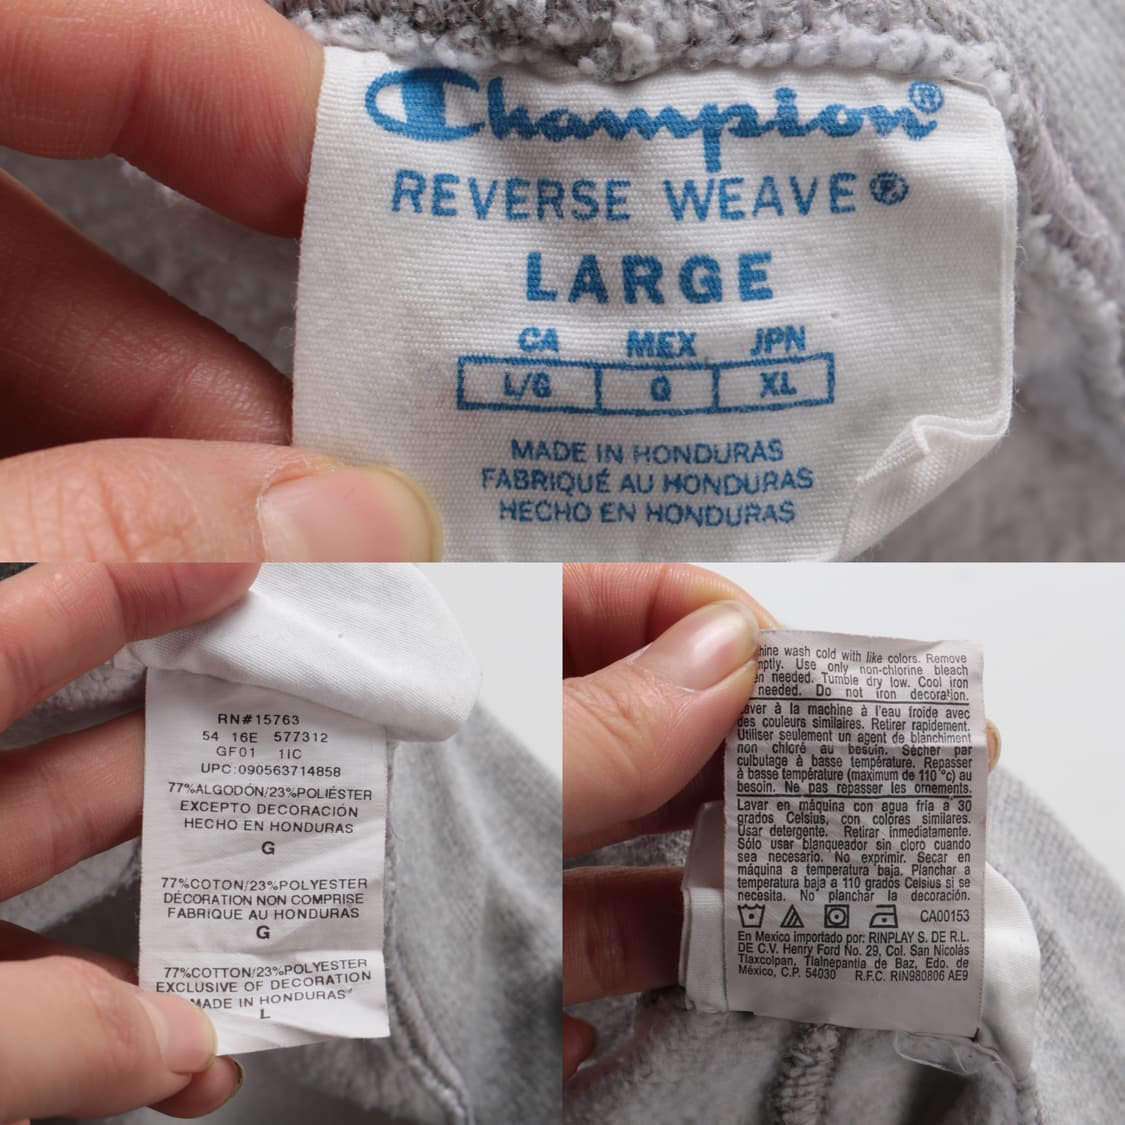 Champion®
REVERSE WEAVE®
LARGE
CA MEX JPN
L/G G XL
MADE IN HONDURAS
FABRIQUÉ AU HONDURAS
HECHO EN HONDURAS
RN#15763
54 16E 577312
GF01 1IC
UPC:090563714858
77%ALGODÓN/23%POLIÉSTER
EXCEPTO DECORACIÓN
HECHO EN HONDURAS
G
77%COTON/23%POLYESTER
DÉCORATION NON COMPRISE
FABRIQUE AU HONDURAS
G
77%COTTON/23%POLYESTER
EXCLUSIVE OF DECORATION
MADE IN HONDURAS
L
wash cold with like colors. Remove
Use only non-chlorine bleach
needed. Tumble dry low. Cool iron
needed. Do not iron decoration.
Laver à la machine à l'eau froide avec
des couleurs similaires. Retirer rapidement.
Utiliser seulement un agent de blanchiment
non chloré au besoin. Sécher par
culbutage à basse température. Repasser
à basse température (maximum de 110 °c) au
besoin. Ne pas repasser les ornements.
Lavar en máquina con agua fría a 30
grados Celsius, con colores similares.
Usar detergente. Retirar inmediatamente.
Sólo usar blanqueador sin cloro cuando
sea necesario. No exprimir. Secar en
máquina a temperatura baja. Planchar a
temperatura baja a 110 grados Celsius si se
necesita. No planchar la decoración.
CA00153
En Mexico importado por: RINPLAY S. DE R.L.
DE C.V. Henry Ford No. 29, Col. San Nicolás
Tlaxcolpan, Tlalnepantla de Baz, Edo. de
México, C.P. 54030 R.F.C. RIN980806 AE9